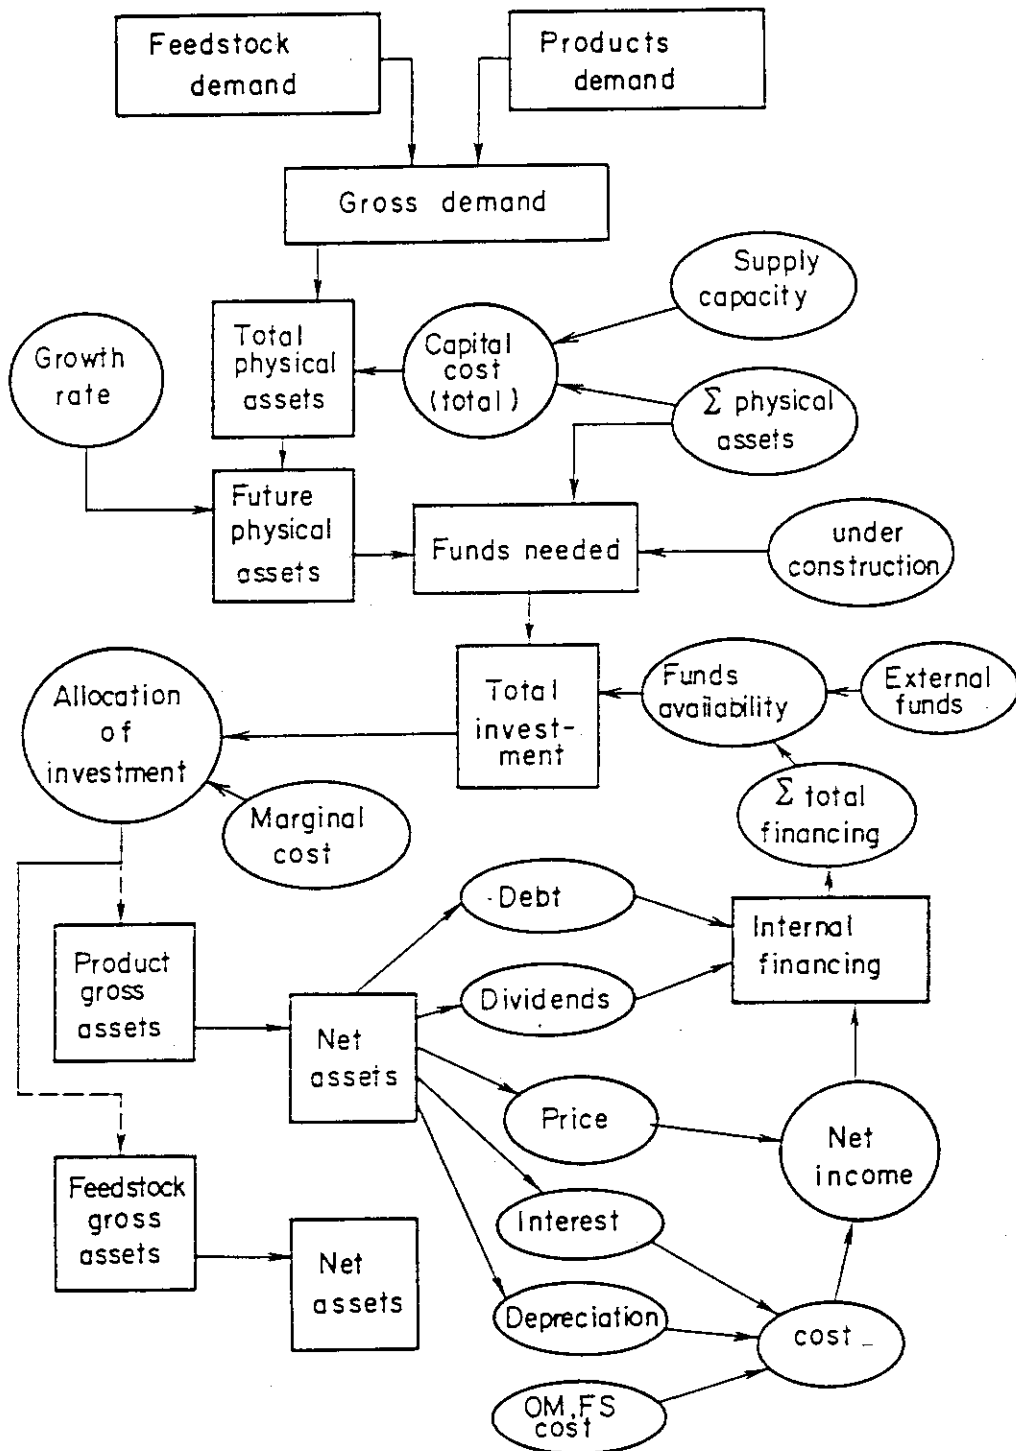 Feedstock
demand
Products
demand
Gross demand
Supply
capacity
Growth
rate
Total
physical
assets
Capital
cost
(total)
Σ physical
assets
Future
physical
assets
Funds needed
under
construction
Allocation
of
investment
Total
invest-
ment
Funds
availability
External
funds
Marginal
cost
Σ total
financing
Debt
Internal
financing
Product
gross
assets
Dividends
Net
assets
Price
Net
income
Feedstock
gross
assets
Interest
Net
assets
Depreciation
cost
OM, FS
cost